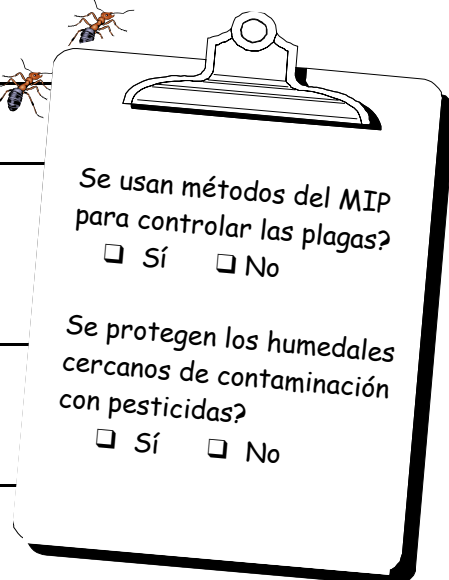 Se usan métodos del MIP
para controlar las plagas?
❑ Sí ❑ No
Se protegen los humedales
cercanos de contaminación
con pesticidas?
❑ Sí ❑ No